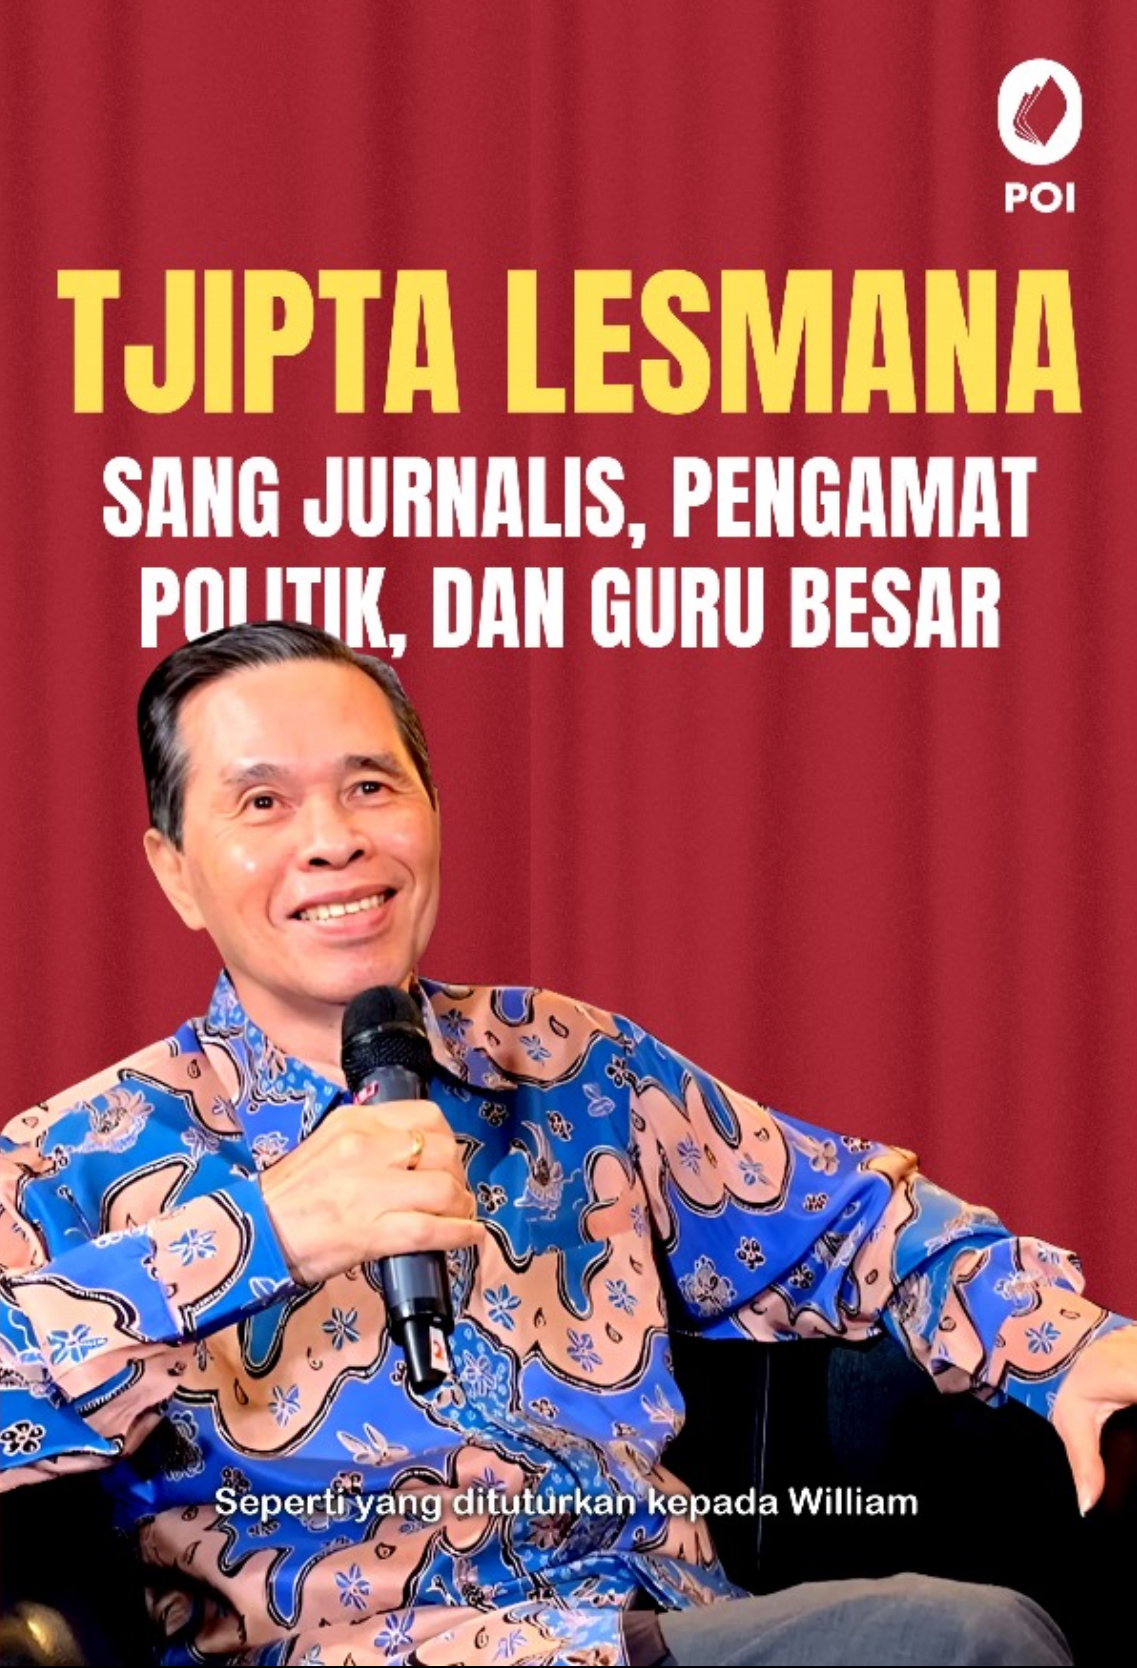 POI
TJIPTA LESMANA
SANG JURNALIS, PENGAMAT
POLITIK, DAN GURU BESAR
Seperti yang dituturkan kepada William